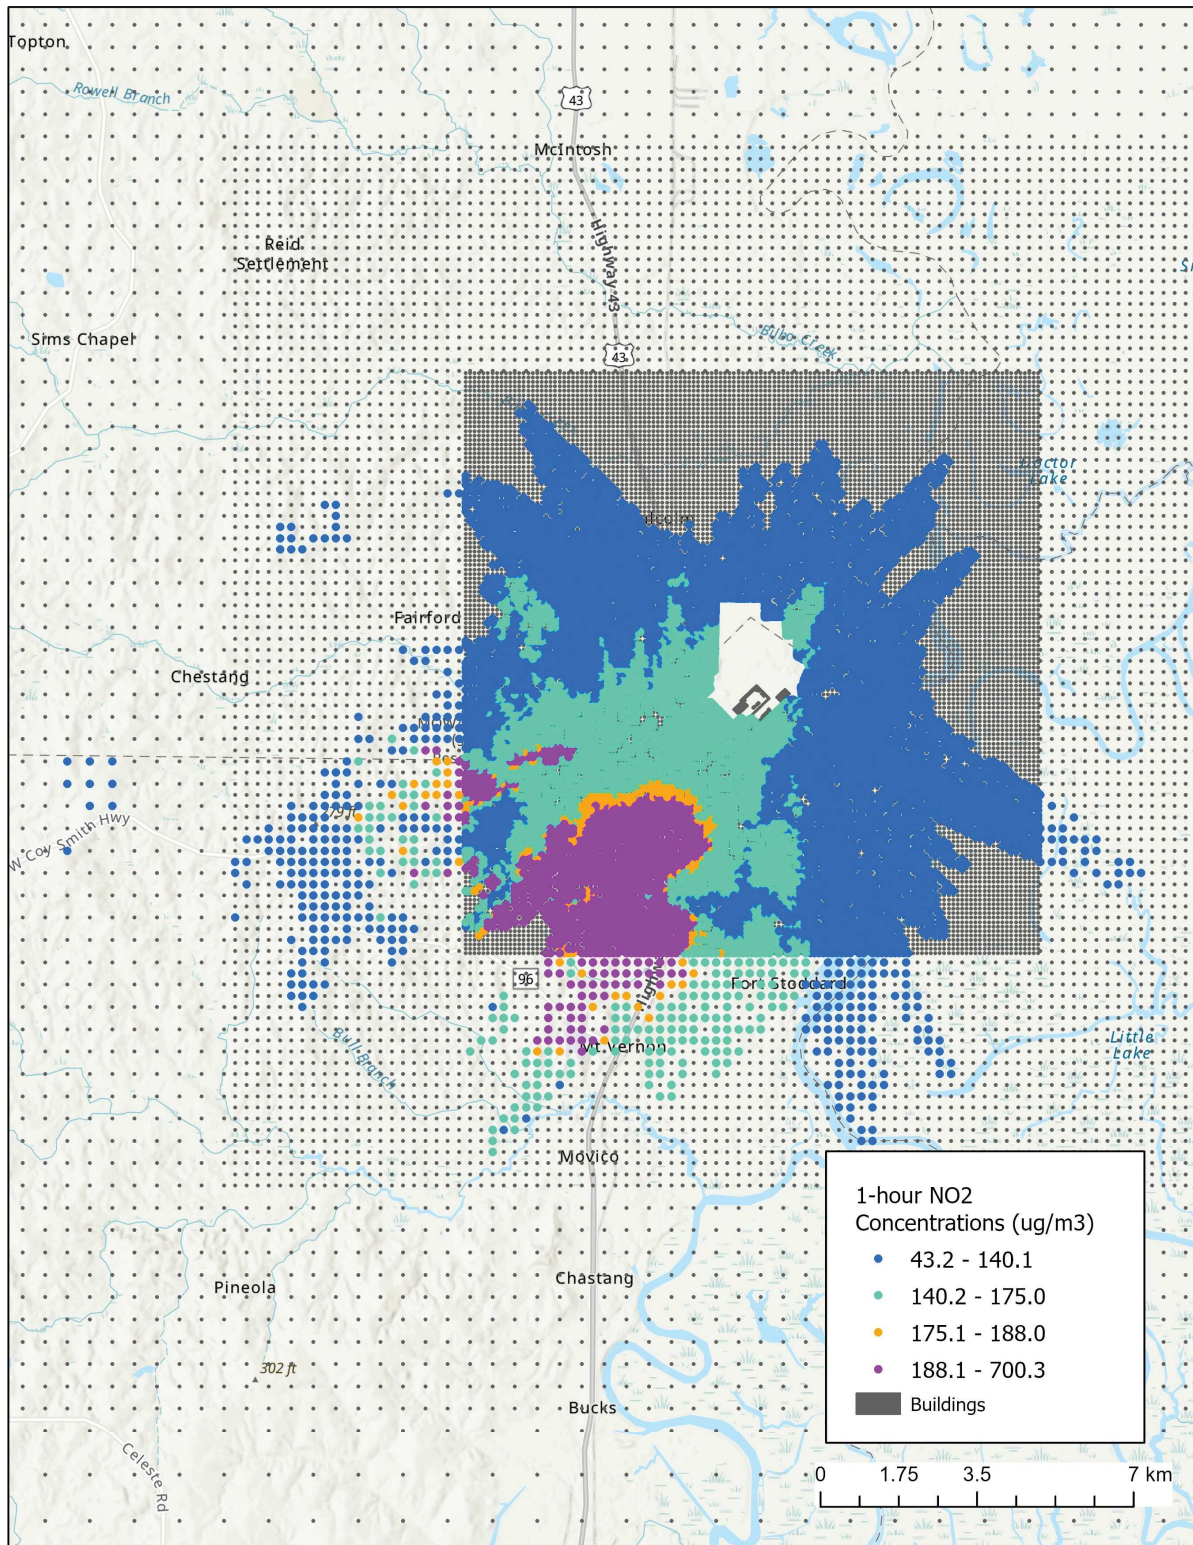 Topton
Rowell Branch
43
McIntosh
Highway 43
Reid
Settlement
Sims Chapel
Bilbo Creek
43
Lake
Fairford
Chestang
279 ft
W Coy Smith Hwy
96
Fort Stoddard
Mt Vernon
Bull Branch
Little
Lake
Movico
Pineola
Chastang
302 ft
Bucks
Celeste Rd
1-hour NO2
Concentrations (ug/m3)
43.2 - 140.1
140.2 - 175.0
175.1 - 188.0
188.1 - 700.3
Buildings
0 1.75 3.5 7 km